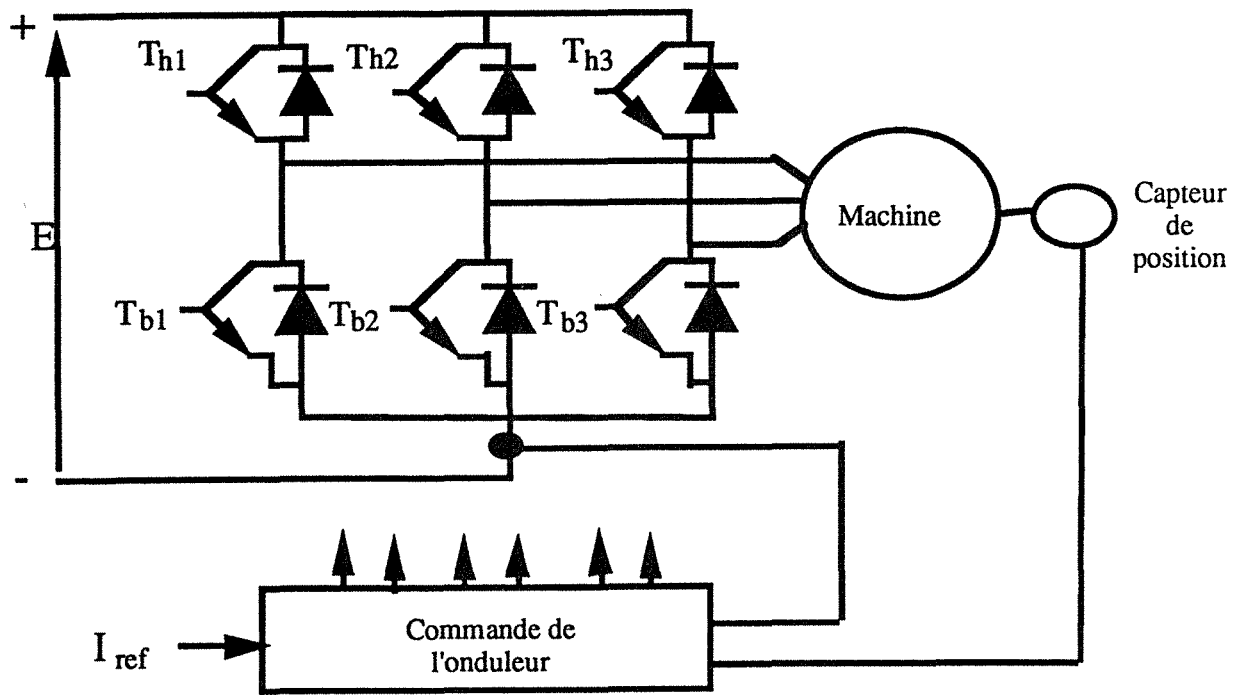 +
Th1
Th2
Th3
E
Machine
Capteur
de
position
Tb1
Tb2
Tb3
-
I ref
Commande de
l'onduleur